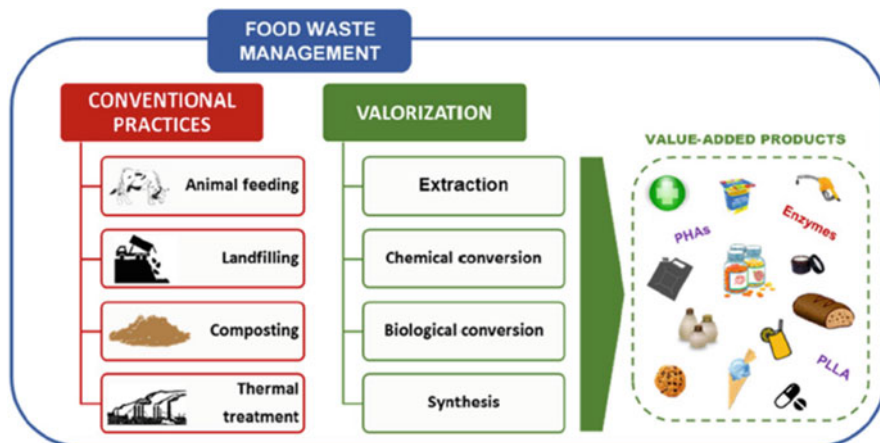 FOOD WASTE
MANAGEMENT
CONVENTIONAL
PRACTICES
Animal feeding
Landfilling
Composting
Thermal
treatment
VALORIZATION
Extraction
Chemical conversion
Biological conversion
Synthesis
VALUE-ADDED PRODUCTS
PHAs
Enzymes
PLLA